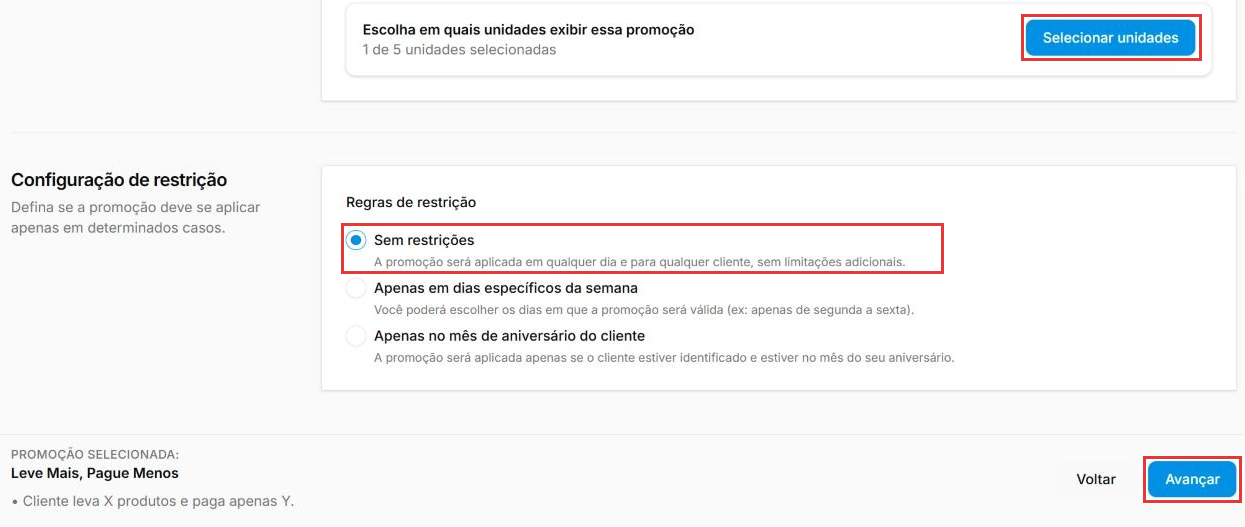 Escolha em quais unidades exibir essa promoção
1 de 5 unidades selecionadas
Selecionar unidades
Configuração de restrição
Defina se a promoção deve se aplicar
apenas em determinados casos.
Regras de restrição
Sem restrições
A promoção será aplicada em qualquer dia e para qualquer cliente, sem limitações adicionais.
Apenas em dias específicos da semana
Você poderá escolher os dias em que a promoção será válida (ex: apenas de segunda a sexta).
Apenas no mês de aniversário do cliente
A promoção será aplicada apenas se o cliente estiver identificado e estiver no mês do seu aniversário.
PROMOÇÃO SELECIONADA:
Leve Mais, Pague Menos
• Cliente leva X produtos e paga apenas Y.
Voltar
Avançar